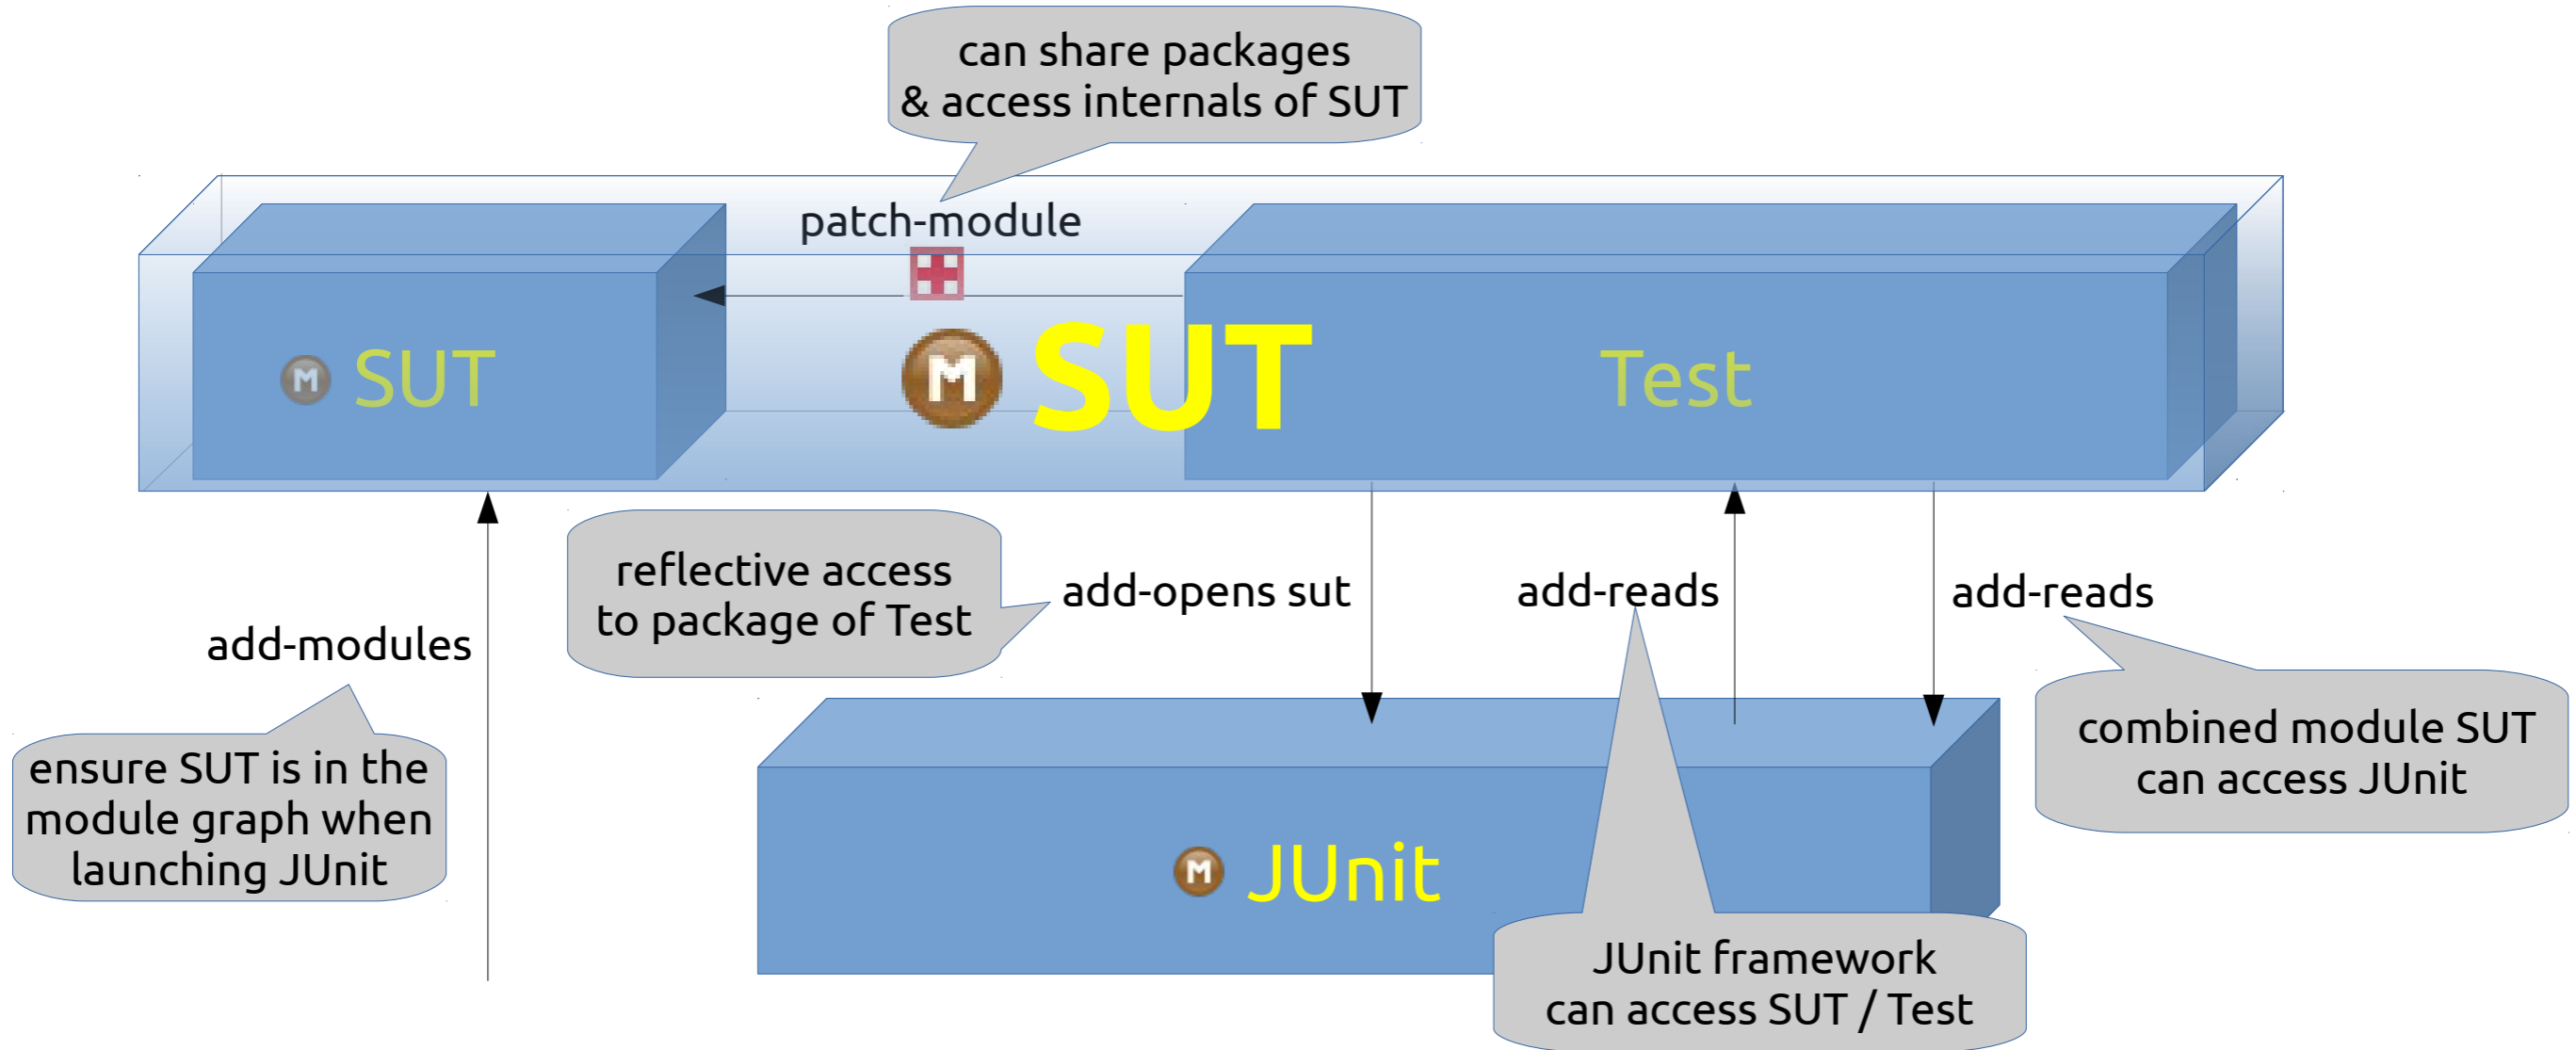 can share packages
& access internals of SUT
patch-module
M SUT
M SUT
Test
reflective access
to package of Test
add-opens sut
add-reads
add-reads
add-modules
ensure SUT is in the
module graph when
launching JUnit
combined module SUT
can access JUnit
M JUnit
JUnit framework
can access SUT / Test